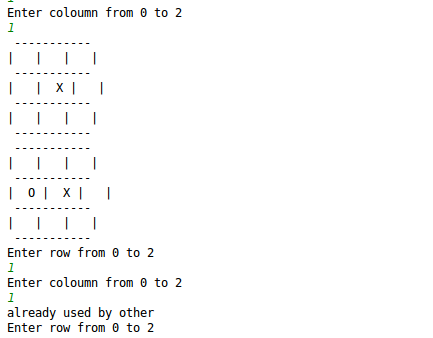 Enter coloumn from 0 to 2
1
-----------
|   |   |   |
-----------
|   |  X |   |
-----------
|   |   |   |
-----------
-----------
|   |   |   |
-----------
|  O |  X |   |
-----------
|   |   |   |
-----------
Enter row from 0 to 2
1
Enter coloumn from 0 to 2
1
already used by other
Enter row from 0 to 2